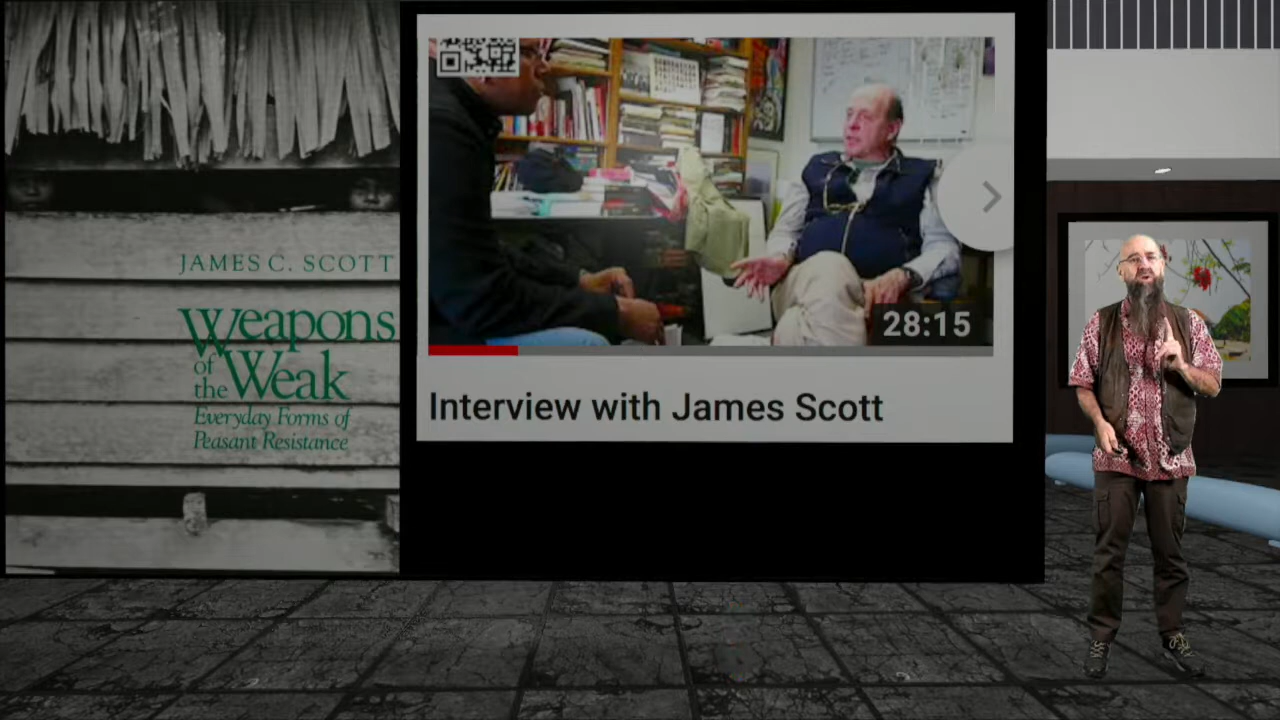 JAMES C. SCOTT
Weapons
of
the Weak
Everyday Forms of
Peasant Resistance
28:15
Interview with James Scott